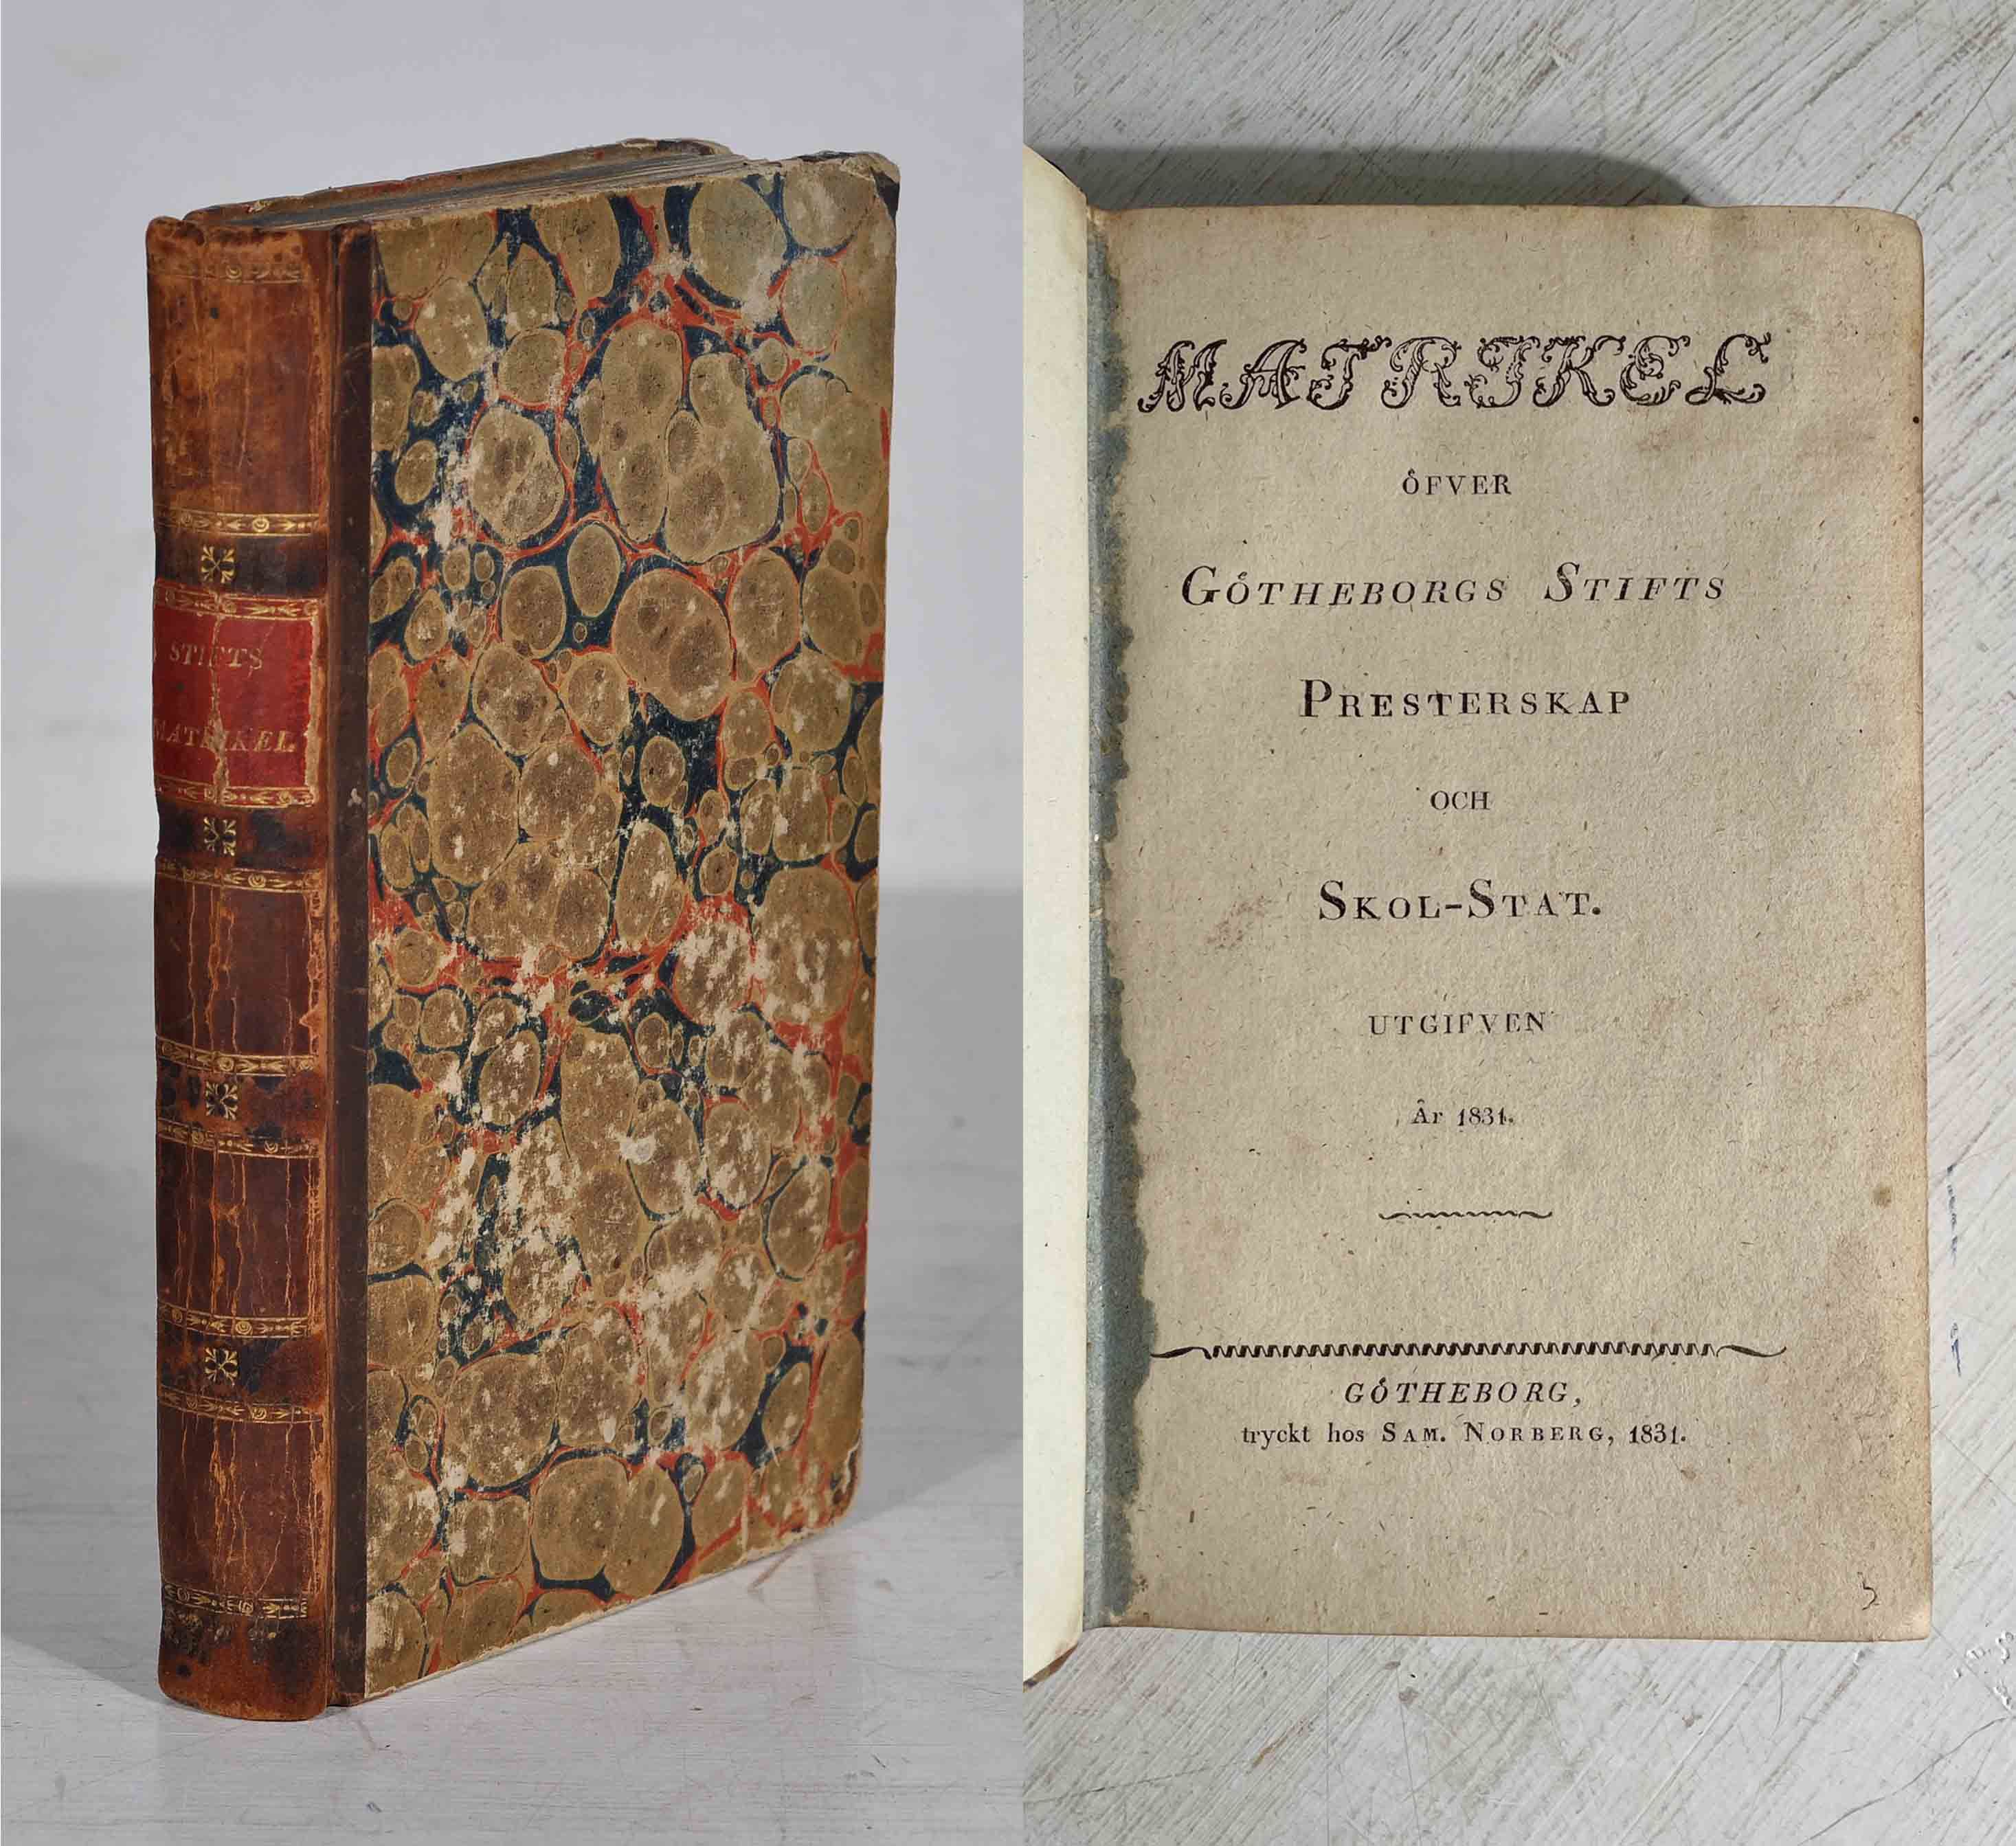 STIFTS
MATRIKEL
MATRIKEL
ÖFVER
GÖTHEBORGS STIFTS
PRESTERSKAP
OCH
SKOL-STAT.
UTGIFVEN
År 1831.
GÖTHEBORG,
tryckt hos SAM. NORBERG, 1831.